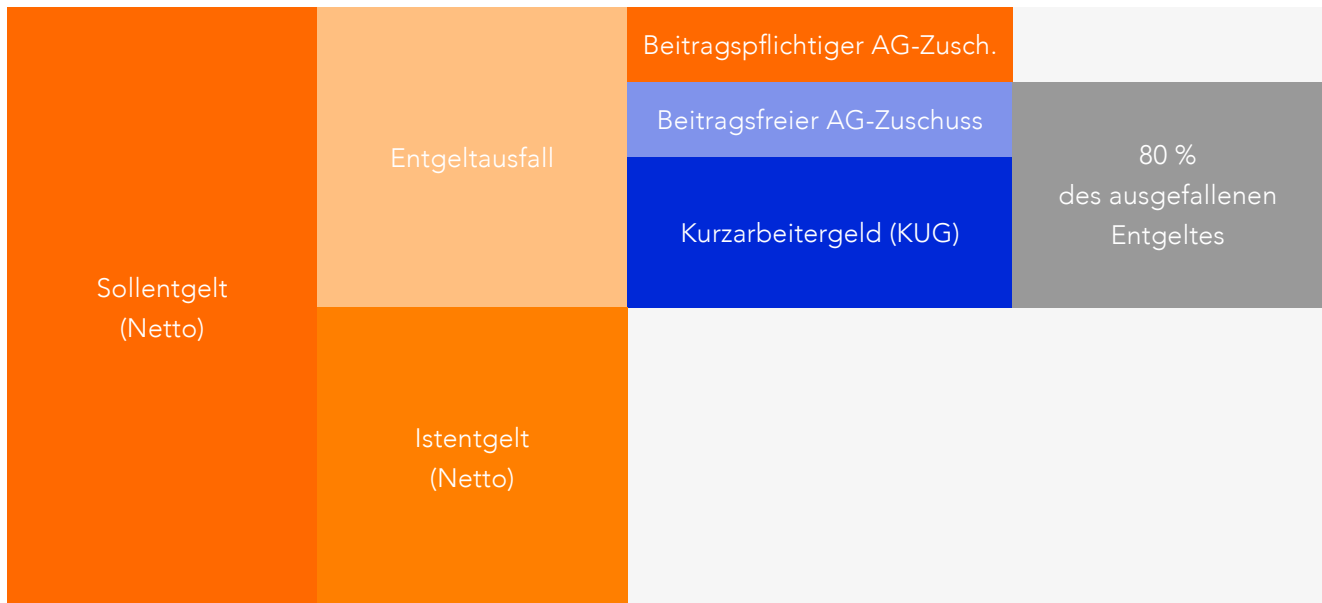 Sollentgelt
(Netto)
Entgeltausfall
Istentgelt
(Netto)
Beitragspflichtiger AG-Zusch.
Beitragsfreier AG-Zuschuss
Kurzarbeitergeld (KUG)
80 %
des ausgefallenen
Entgeltes